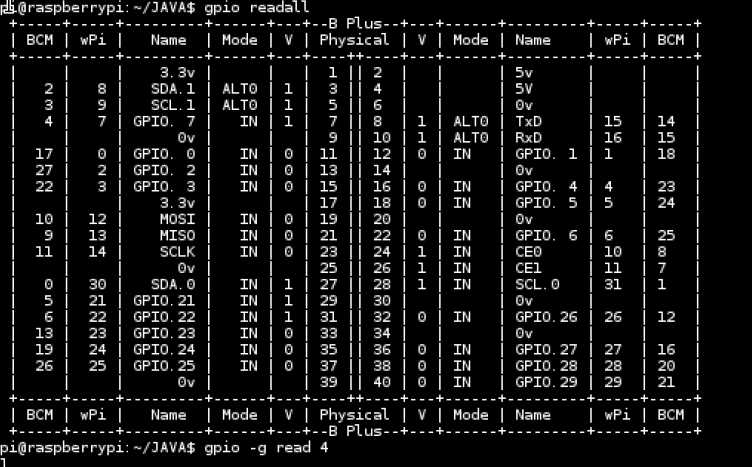 pi@raspberrypi:~/JAVA$ gpio readall
+-----+-----+---------+------+---+--B Plus--+---+------+---------+-----+-----+
| BCM | wPi | Name | Mode | V | Physical | V | Mode | Name | wPi | BCM |
+-----+-----+---------+------+---+----++----+---+------+---------+-----+-----+
| | | 3.3v | | | 1 || 2 | | | 5v | | |
| 2 | 8 | SDA.1 | ALT0 | 1 | 3 || 4 | | | 5V | | |
| 3 | 9 | SCL.1 | ALT0 | 1 | 5 || 6 | | | 0v | | |
| 4 | 7 | GPIO. 7 | IN | 1 | 7 || 8 | 1 | ALT0 | TxD | 15 | 14 |
| | | 0v | | | 9 || 10 | 1 | ALT0 | RxD | 16 | 15 |
| 17 | 0 | GPIO. 0 | IN | 0 | 11 || 12 | 0 | IN | GPIO. 1 | 1 | 18 |
| 27 | 2 | GPIO. 2 | IN | 0 | 13 || 14 | | | 0v | | |
| 22 | 3 | GPIO. 3 | IN | 0 | 15 || 16 | 0 | IN | GPIO. 4 | 4 | 23 |
| | | 3.3v | | | 17 || 18 | 0 | IN | GPIO. 5 | 5 | 24 |
| 10 | 12 | MOSI | IN | 0 | 19 || 20 | | | 0v | | |
| 9 | 13 | MISO | IN | 0 | 21 || 22 | 0 | IN | GPIO. 6 | 6 | 25 |
| 11 | 14 | SCLK | IN | 0 | 23 || 24 | 1 | IN | CE0 | 10 | 8 |
| | | 0v | | | 25 || 26 | 1 | IN | CE1 | 11 | 7 |
| 0 | 30 | SDA.0 | IN | 1 | 27 || 28 | 1 | IN | SCL.0 | 31 | 1 |
| 5 | 21 | GPIO.21 | IN | 1 | 29 || 30 | | | 0v | | |
| 6 | 22 | GPIO.22 | IN | 1 | 31 || 32 | 0 | IN | GPIO.26 | 26 | 12 |
| 13 | 23 | GPIO.23 | IN | 0 | 33 || 34 | | | 0v | | |
| 19 | 24 | GPIO.24 | IN | 0 | 35 || 36 | 0 | IN | GPIO.27 | 27 | 16 |
| 26 | 25 | GPIO.25 | IN | 0 | 37 || 38 | 0 | IN | GPIO.28 | 28 | 20 |
| | | 0v | | | 39 || 40 | 0 | IN | GPIO.29 | 29 | 21 |
+-----+-----+---------+------+---+----++----+---+------+---------+-----+-----+
| BCM | wPi | Name | Mode | V | Physical | V | Mode | Name | wPi | BCM |
+-----+-----+---------+------+---+--B Plus--+---+------+---------+-----+-----+
pi@raspberrypi:~/JAVA$ gpio -g read 4
1